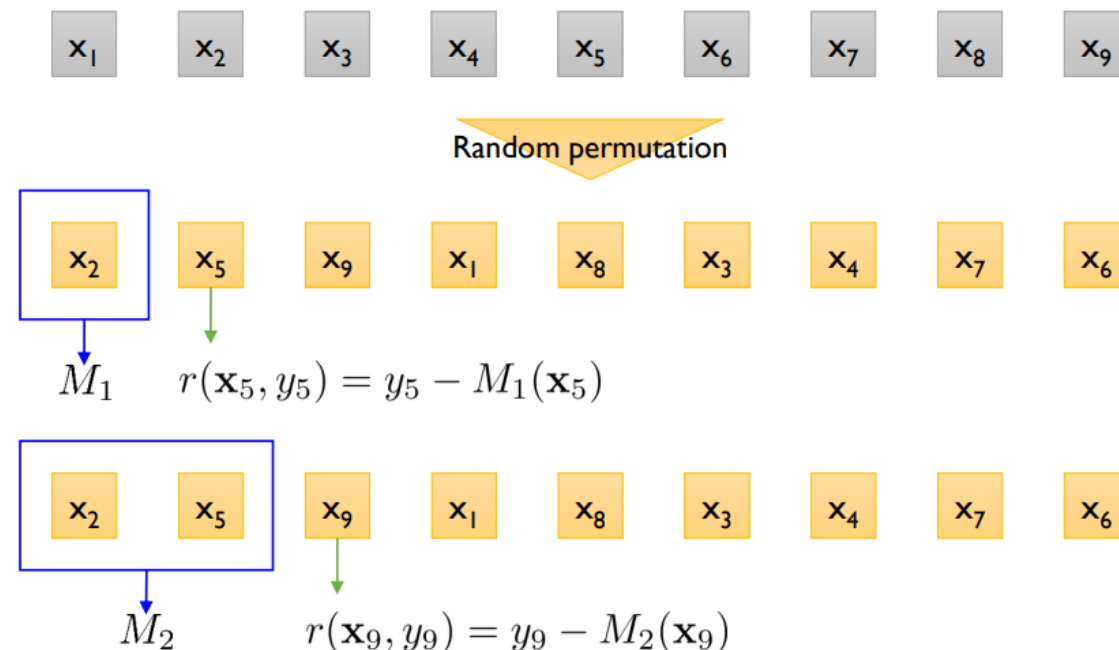 x₁ x₂ x₃ x₄ x₅ x₆ x₇ x₈ x₉
Random permutation
x₂ x₅ x₉ x₁ x₈ x₃ x₄ x₇ x₆
M₁ r(𝐱₅, y₅) = y₅ − M₁(𝐱₅)
x₂ x₅ x₉ x₁ x₈ x₃ x₄ x₇ x₆
M₂ r(𝐱₉, y₉) = y₉ − M₂(𝐱₉)